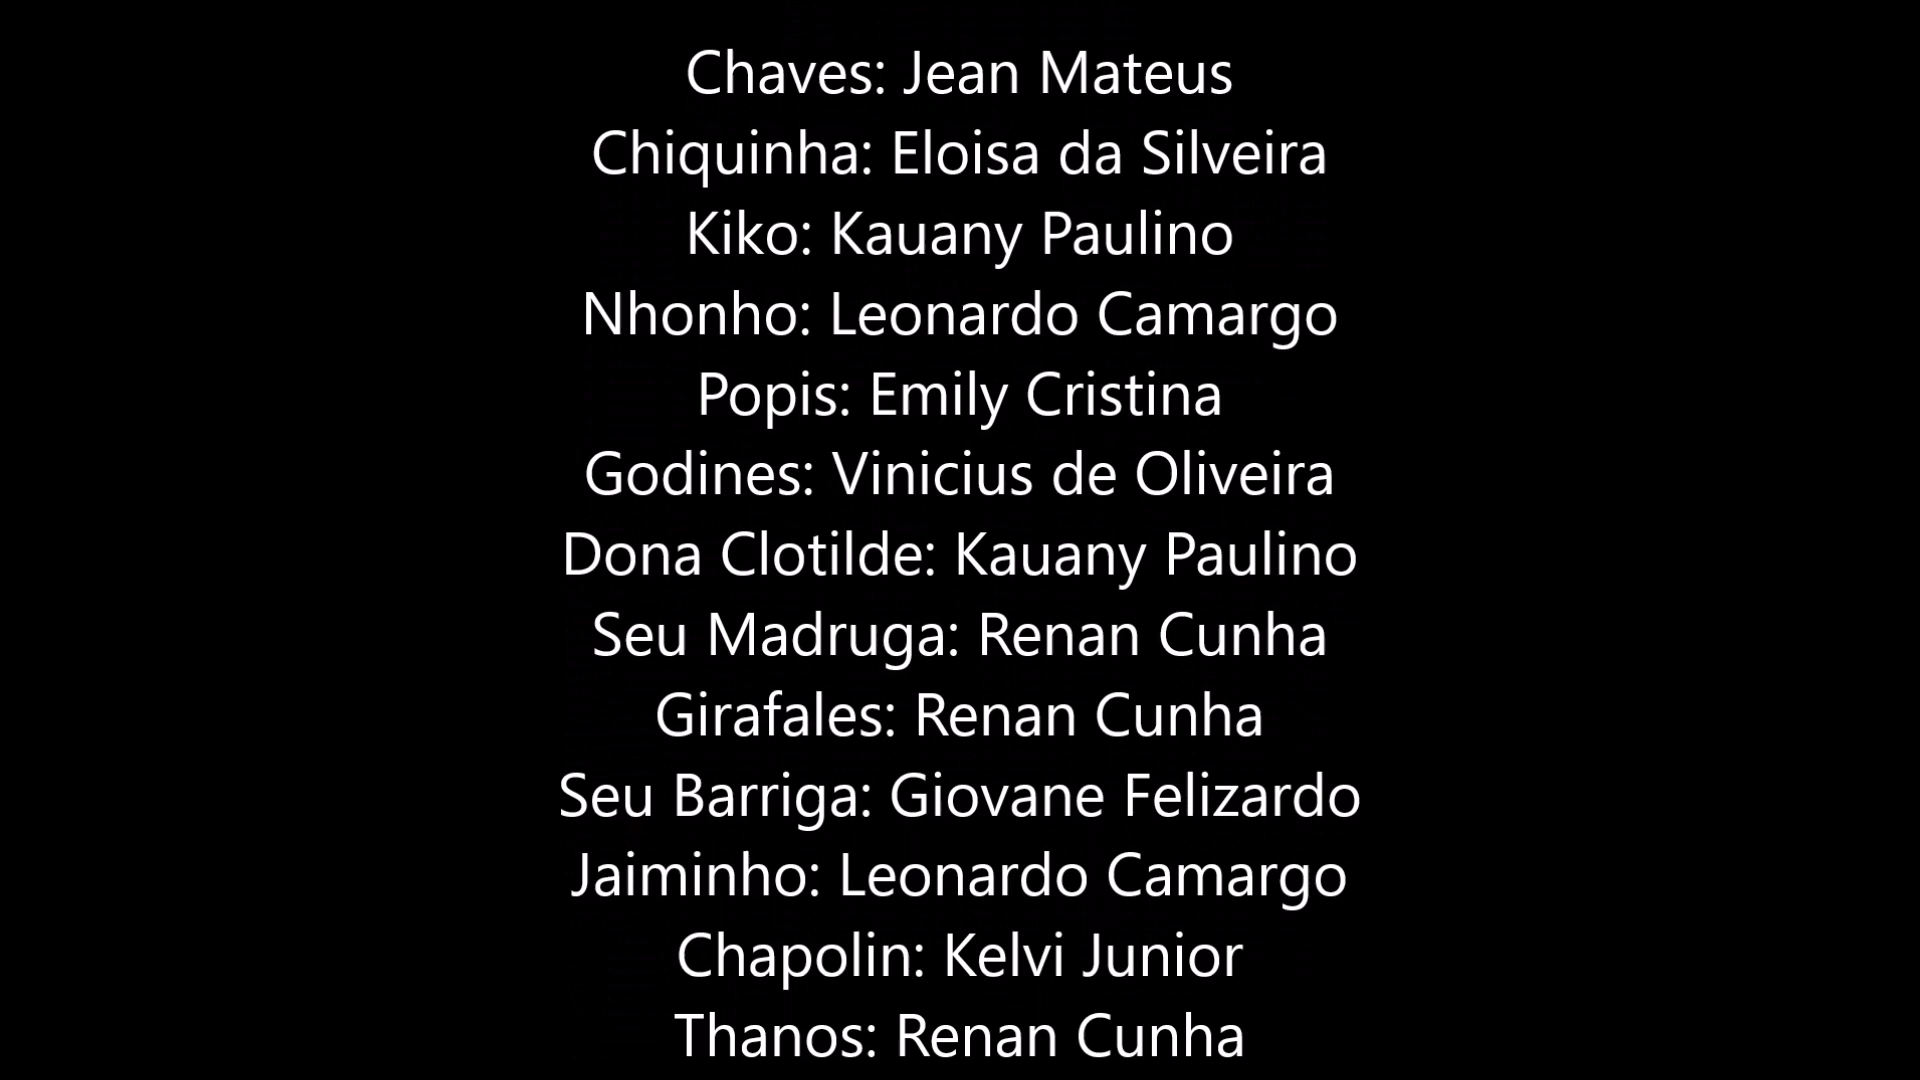 Chaves: Jean Mateus
Chiquinha: Eloisa da Silveira
Kiko: Kauany Paulino
Nhonho: Leonardo Camargo
Popis: Emily Cristina
Godines: Vinicius de Oliveira
Dona Clotilde: Kauany Paulino
Seu Madruga: Renan Cunha
Girafales: Renan Cunha
Seu Barriga: Giovane Felizardo
Jaiminho: Leonardo Camargo
Chapolin: Kelvi Junior
Thanos: Renan Cunha